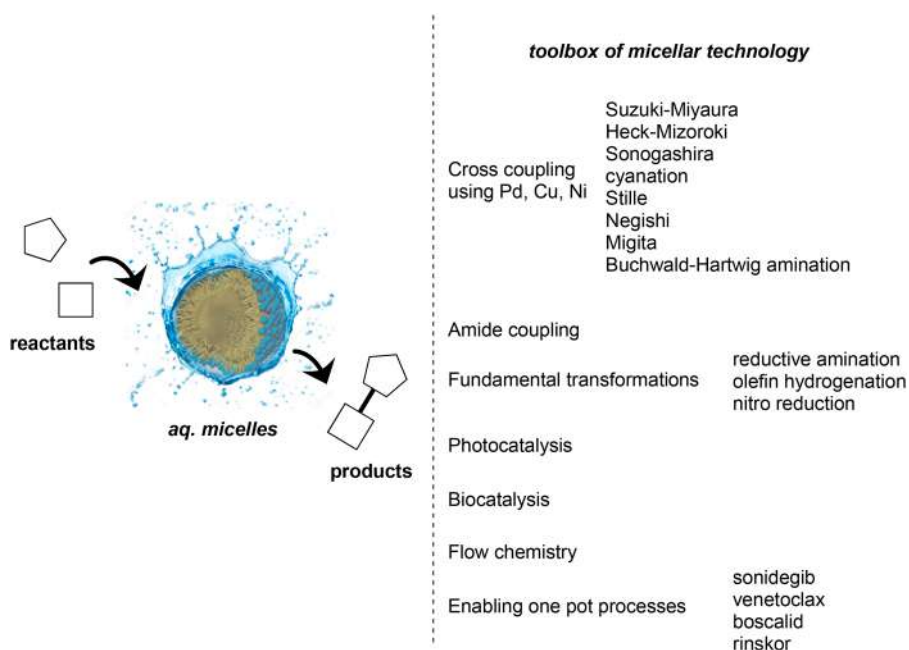 reactants
aq. micelles
products
toolbox of micellar technology
Cross coupling
using Pd, Cu, Ni
Suzuki-Miyaura
Heck-Mizoroki
Sonogashira
cyanation
Stille
Negishi
Migita
Buchwald-Hartwig amination
Amide coupling
Fundamental transformations
reductive amination
olefin hydrogenation
nitro reduction
Photocatalysis
Biocatalysis
Flow chemistry
Enabling one pot processes
sonidegib
venetoclax
boscalid
rinskor